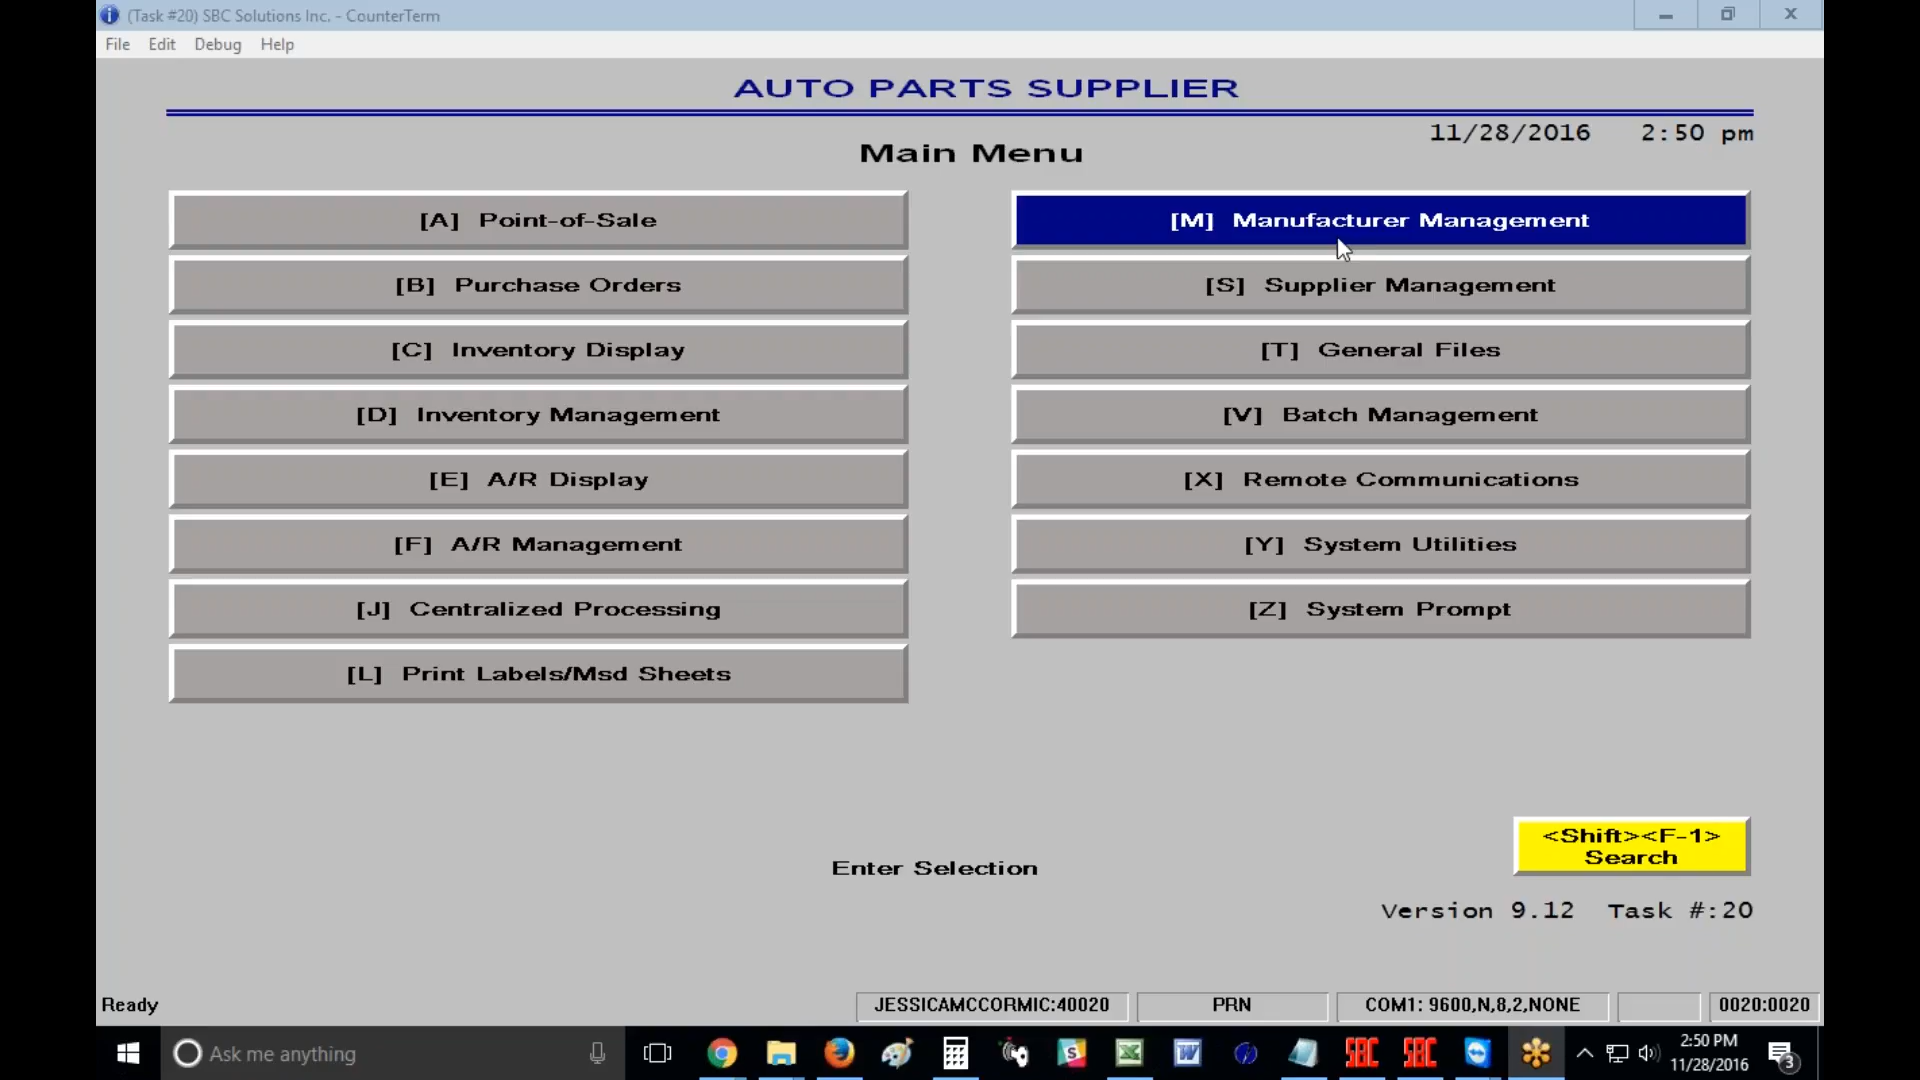 (Task #20) SBC Solutions Inc. - CounterTerm
File Edit Debug Help
AUTO PARTS SUPPLIER
11/28/2016 2:50 pm
Main Menu
[A] Point-of-Sale
[M] Manufacturer Management
[B] Purchase Orders
[S] Supplier Management
[C] Inventory Display
[T] General Files
[D] Inventory Management
[V] Batch Management
[E] A/R Display
[X] Remote Communications
[F] A/R Management
[Y] System Utilities
[J] Centralized Processing
[Z] System Prompt
[L] Print Labels/Msd Sheets
<Shift><F-1>
Search
Enter Selection
Version 9.12 Task #:20
Ready JESSICAMCCORMIC:40020 PRN COM1: 9600,N,8,2,NONE 0020:0020
Ask me anything
SBC SBC
2:50 PM
11/28/2016
3